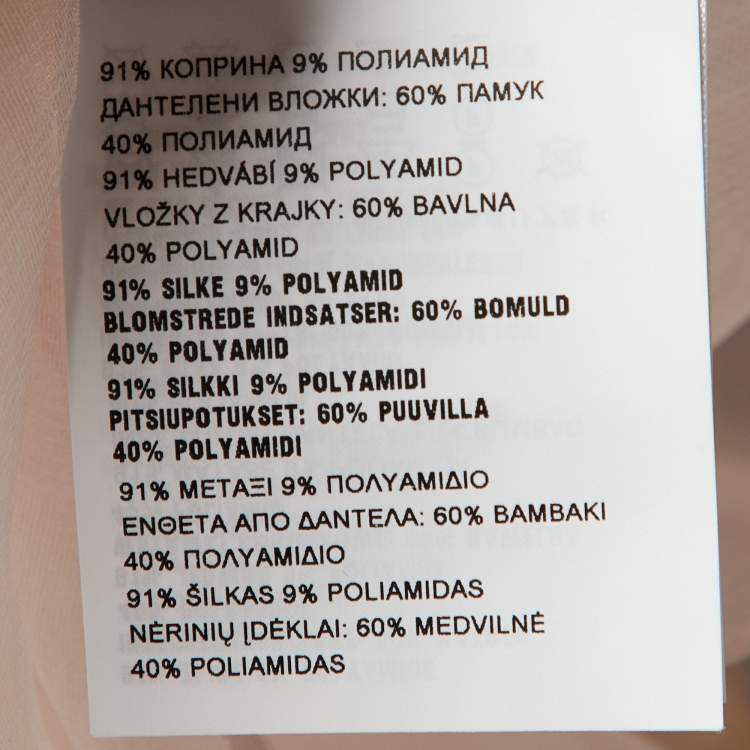 91% КОПРИНА 9% ПОЛИАМИД
ДАНТЕЛЕНИ ВЛОЖКИ: 60% ПАМУК
40% ПОЛИАМИД
91% HEDVÁBÍ 9% POLYAMID
VLOŽKY Z KRAJKY: 60% BAVLNA
40% POLYAMID
91% SILKE 9% POLYAMID
BLOMSTREDE INDSATSER: 60% BOMULD
40% POLYAMID
91% SILKKI 9% POLYAMIDI
PITSIUPOTUKSET: 60% PUUVILLA
40% POLYAMIDI
91% ΜΕΤΑΞΙ 9% ΠΟΛΥΑΜΙΔΙΟ
ΕΝΘΕΤΑ ΑΠΟ ΔΑΝΤΕΛΑ: 60% ΒΑΜΒΑΚΙ
40% ΠΟΛΥΑΜΙΔΙΟ
91% ŠILKAS 9% POLIAMIDAS
NĖRINIŲ ĮDĖKLAI: 60% MEDVILNĖ
40% POLIAMIDAS